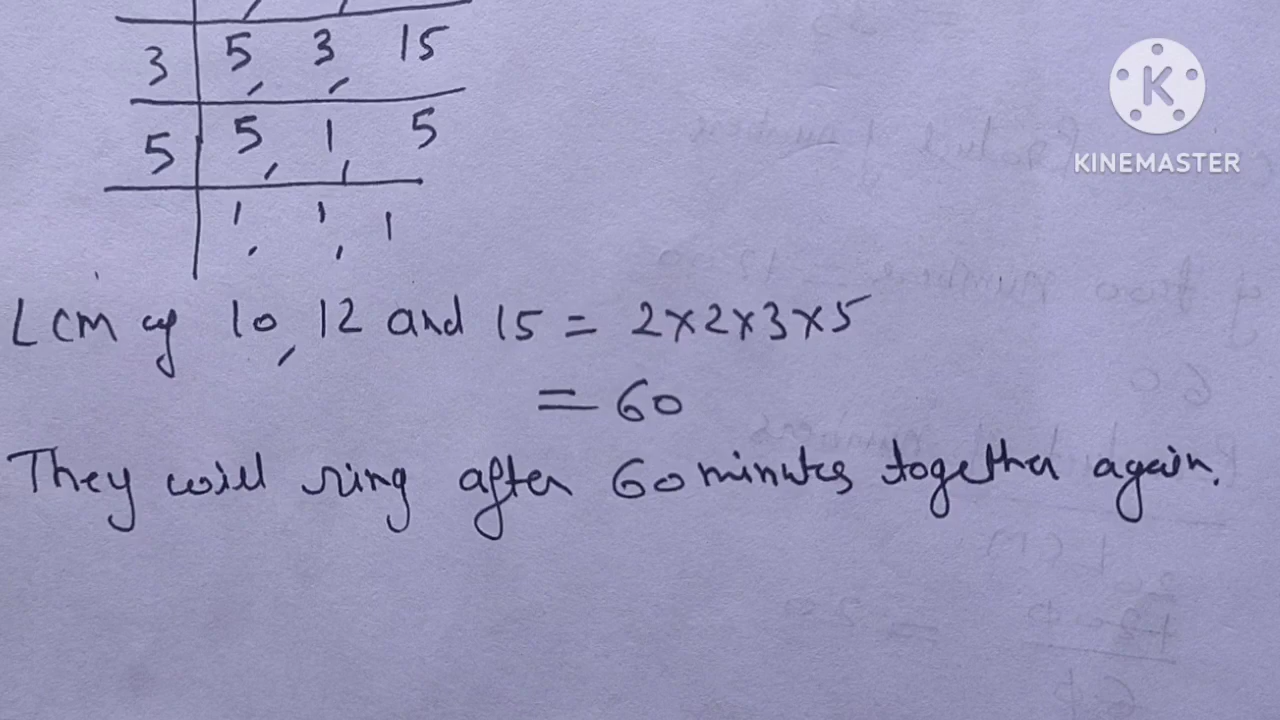 3 | 5, 3, 15
5 | 5, 1, 5
1, 1, 1
LCM of 10, 12 and 15 = 2×2×3×5
= 60
They will ring after 60 minutes together again.
K
KINEMASTER